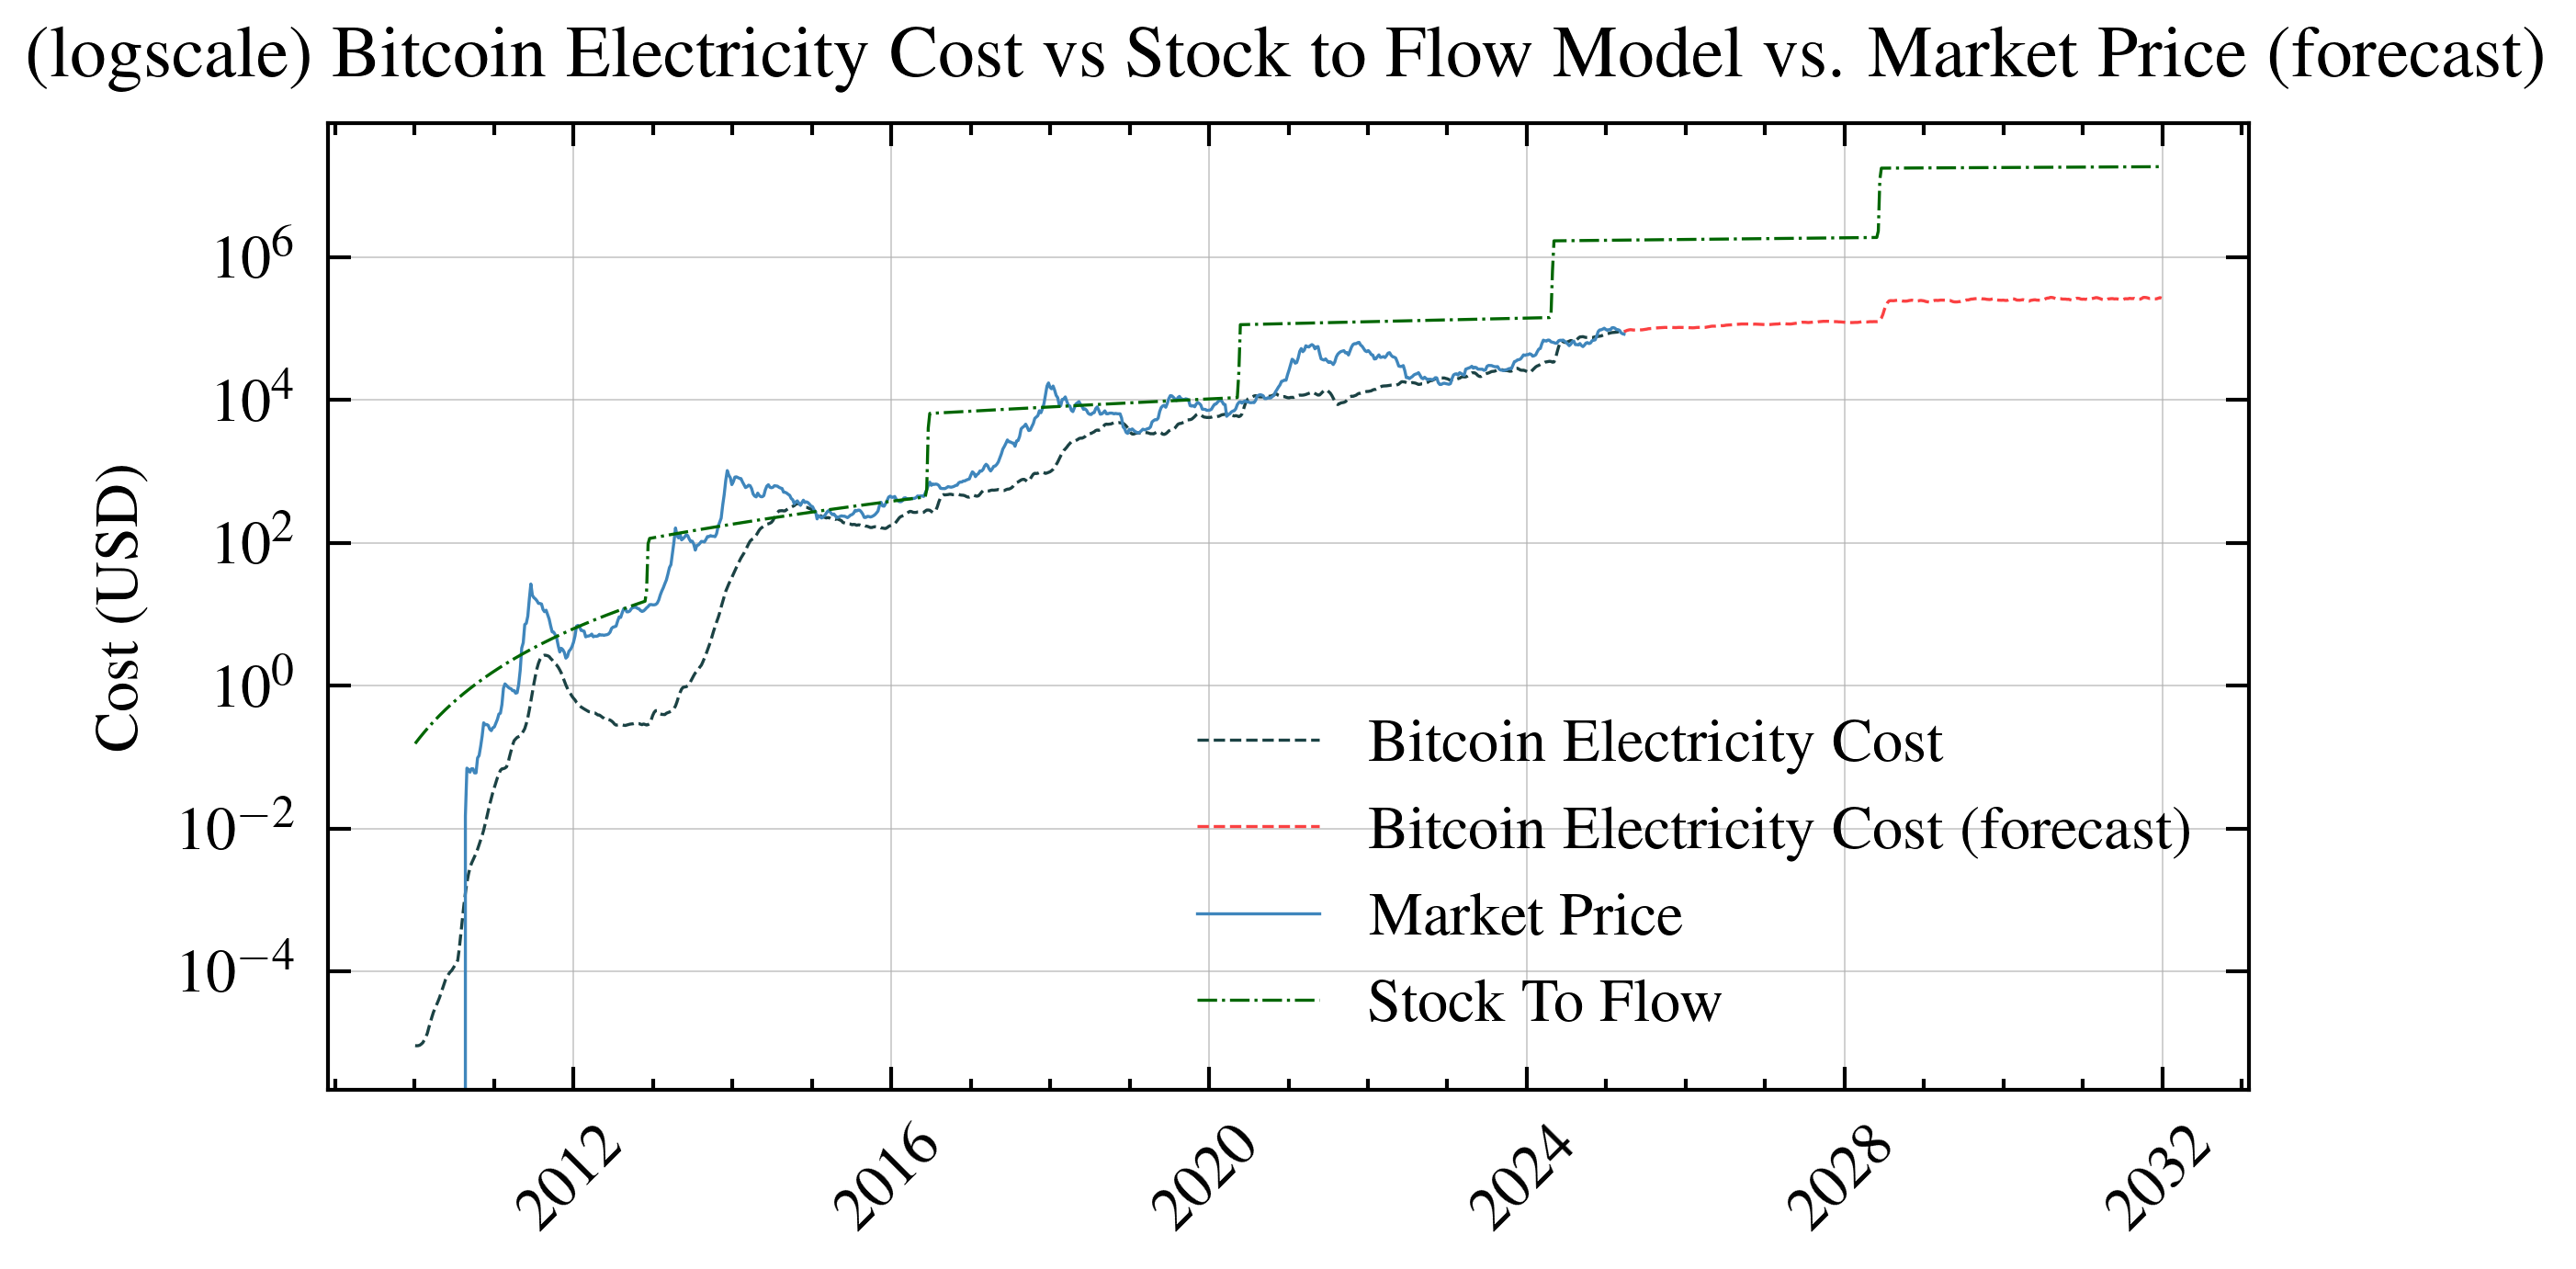 (logscale) Bitcoin Electricity Cost vs Stock to Flow Model vs. Market Price (forecast)
Cost (USD)
10⁶
10⁴
10²
10⁰
10⁻²
10⁻⁴
Bitcoin Electricity Cost
Bitcoin Electricity Cost (forecast)
Market Price
Stock To Flow
2012
2016
2020
2024
2028
2032